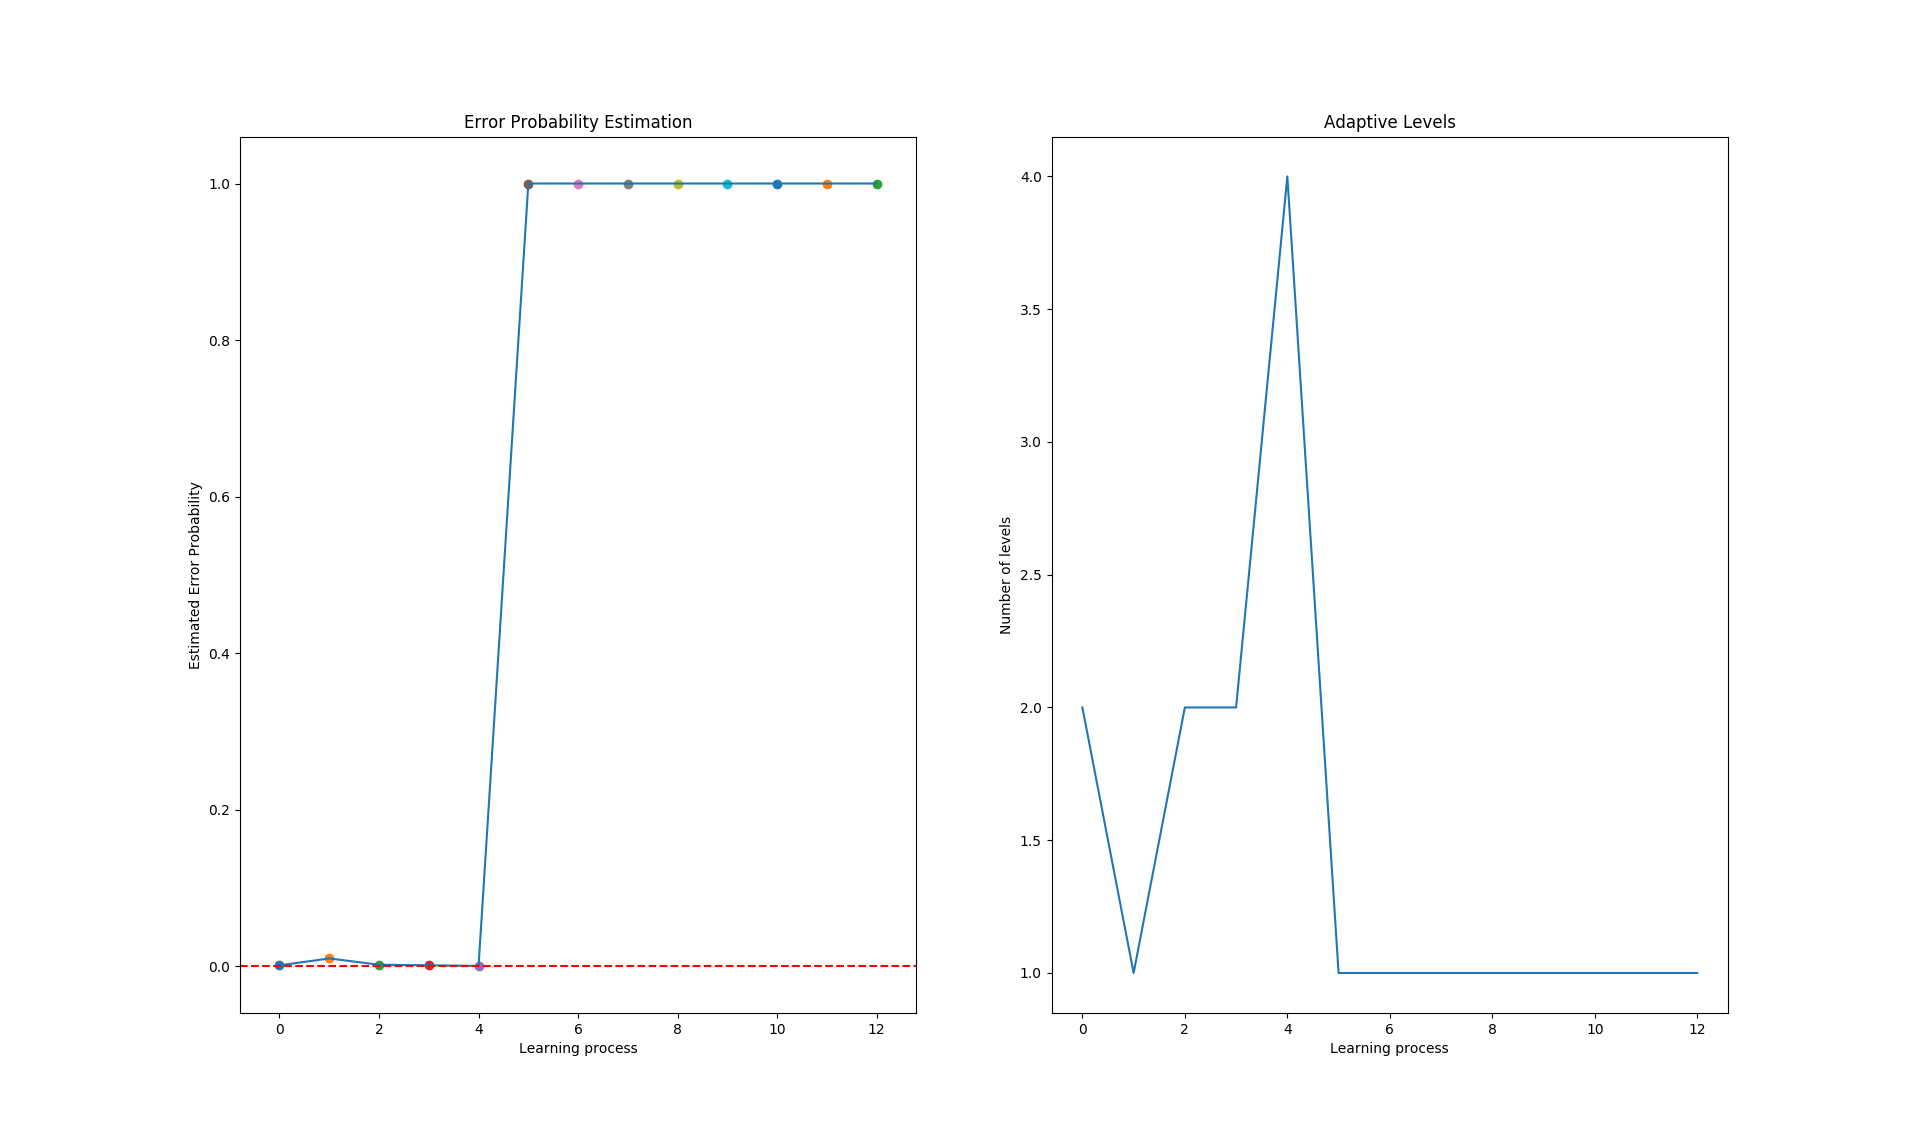 Error Probability Estimation
Estimated Error Probability
1.0
0.8
0.6
0.4
0.2
0.0
0 2 4 6 8 10 12
Learning process
Adaptive Levels
Number of levels
4.0
3.5
3.0
2.5
2.0
1.5
1.0
0 2 4 6 8 10 12
Learning process